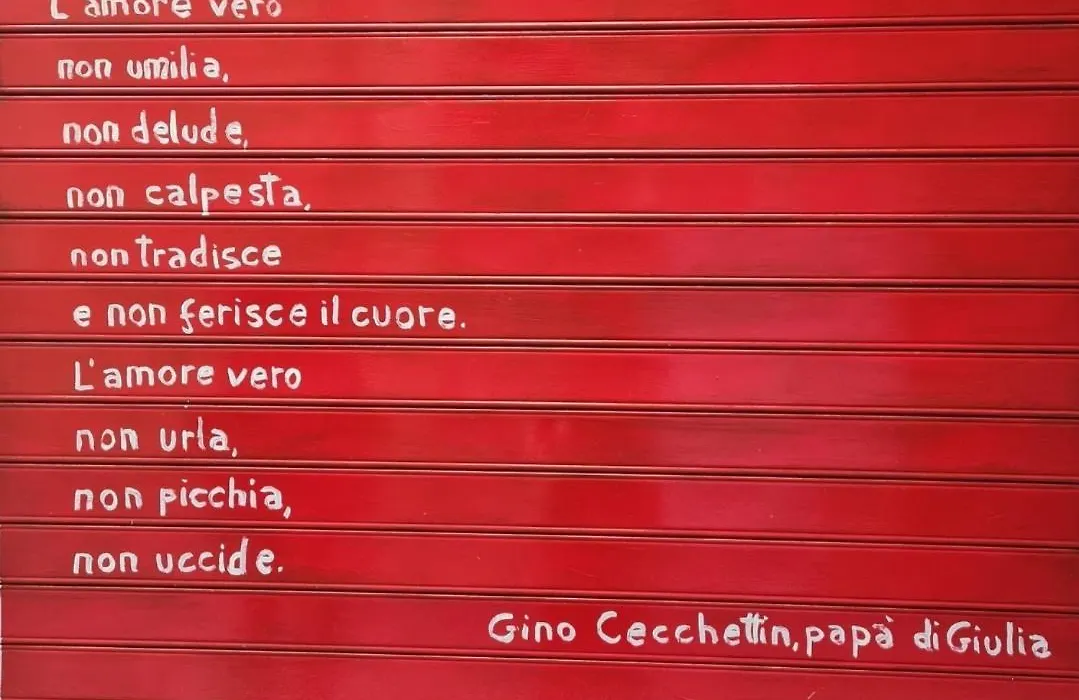 L'amore vero
non umilia,
non delude,
non calpesta,
non tradisce
e non ferisce il cuore.
L'amore vero
non urla,
non picchia,
non uccide.
Gino Cecchettin, papà di Giulia